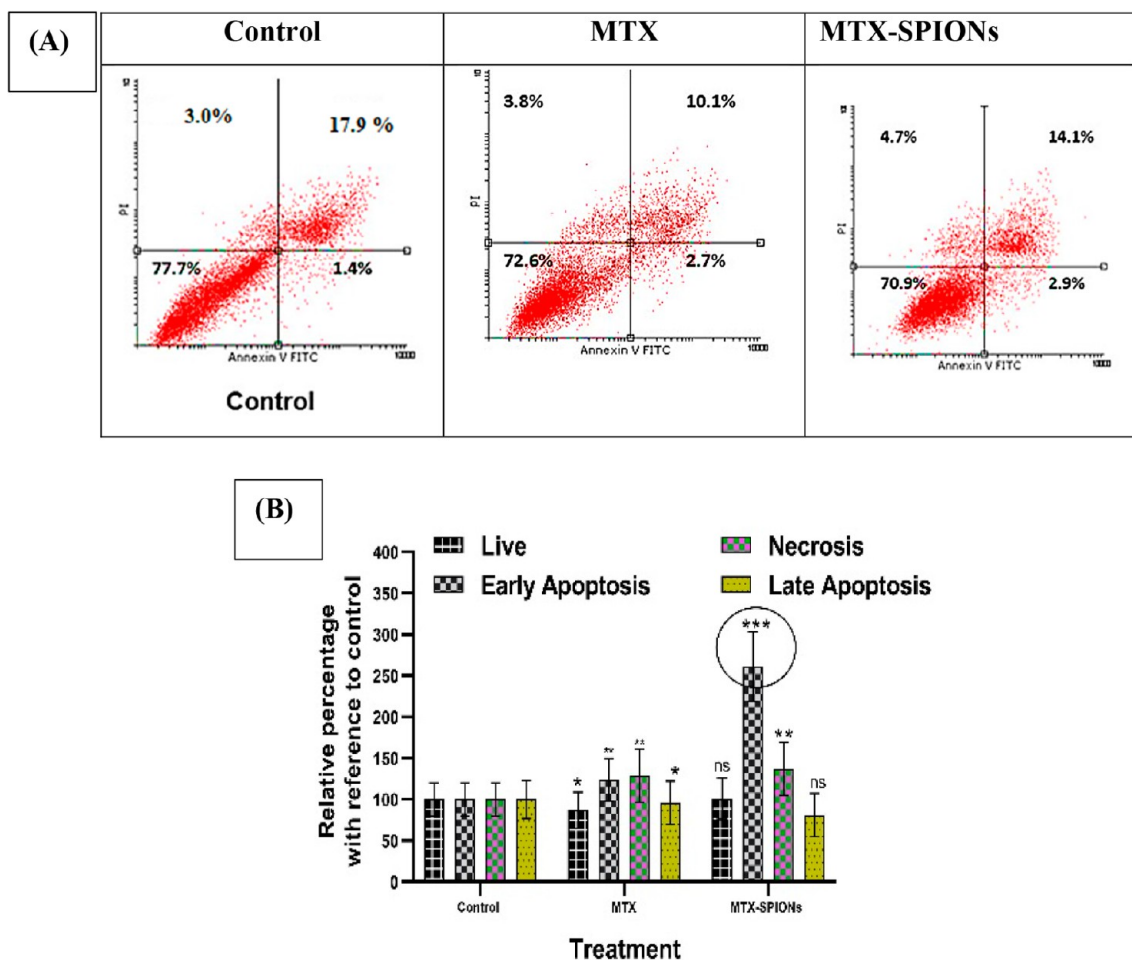 (A)
Control
MTX
MTX-SPIONs
3.0%
17.9 %
77.7%
1.4%
PI
Annexin V FITC
10000
Control
3.8%
10.1%
72.6%
2.7%
PI
Annexin V FITC
10000
4.7%
14.1%
70.9%
2.9%
PI
Annexin V FITC
10000
(B)
Live
Necrosis
Early Apoptosis
Late Apoptosis
Relative percentage
with reference to control
400
350
300
250
200
150
100
50
0
*
**
**
*
ns
***
**
ns
Control
MTX
MTX-SPIONs
Treatment